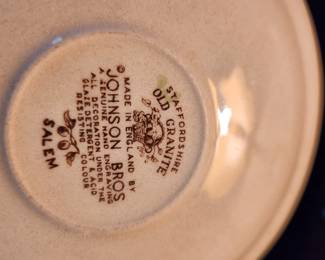 STAFFORDSHIRE
OLD GRANITE
© MADE IN ENGLAND BY
JOHNSON BROS
A GENUINE HAND ENGRAVING
ALL DECORATION UNDER THE
GLAZE DETERGENT & ACID
RESISTING COLOUR
SALEM